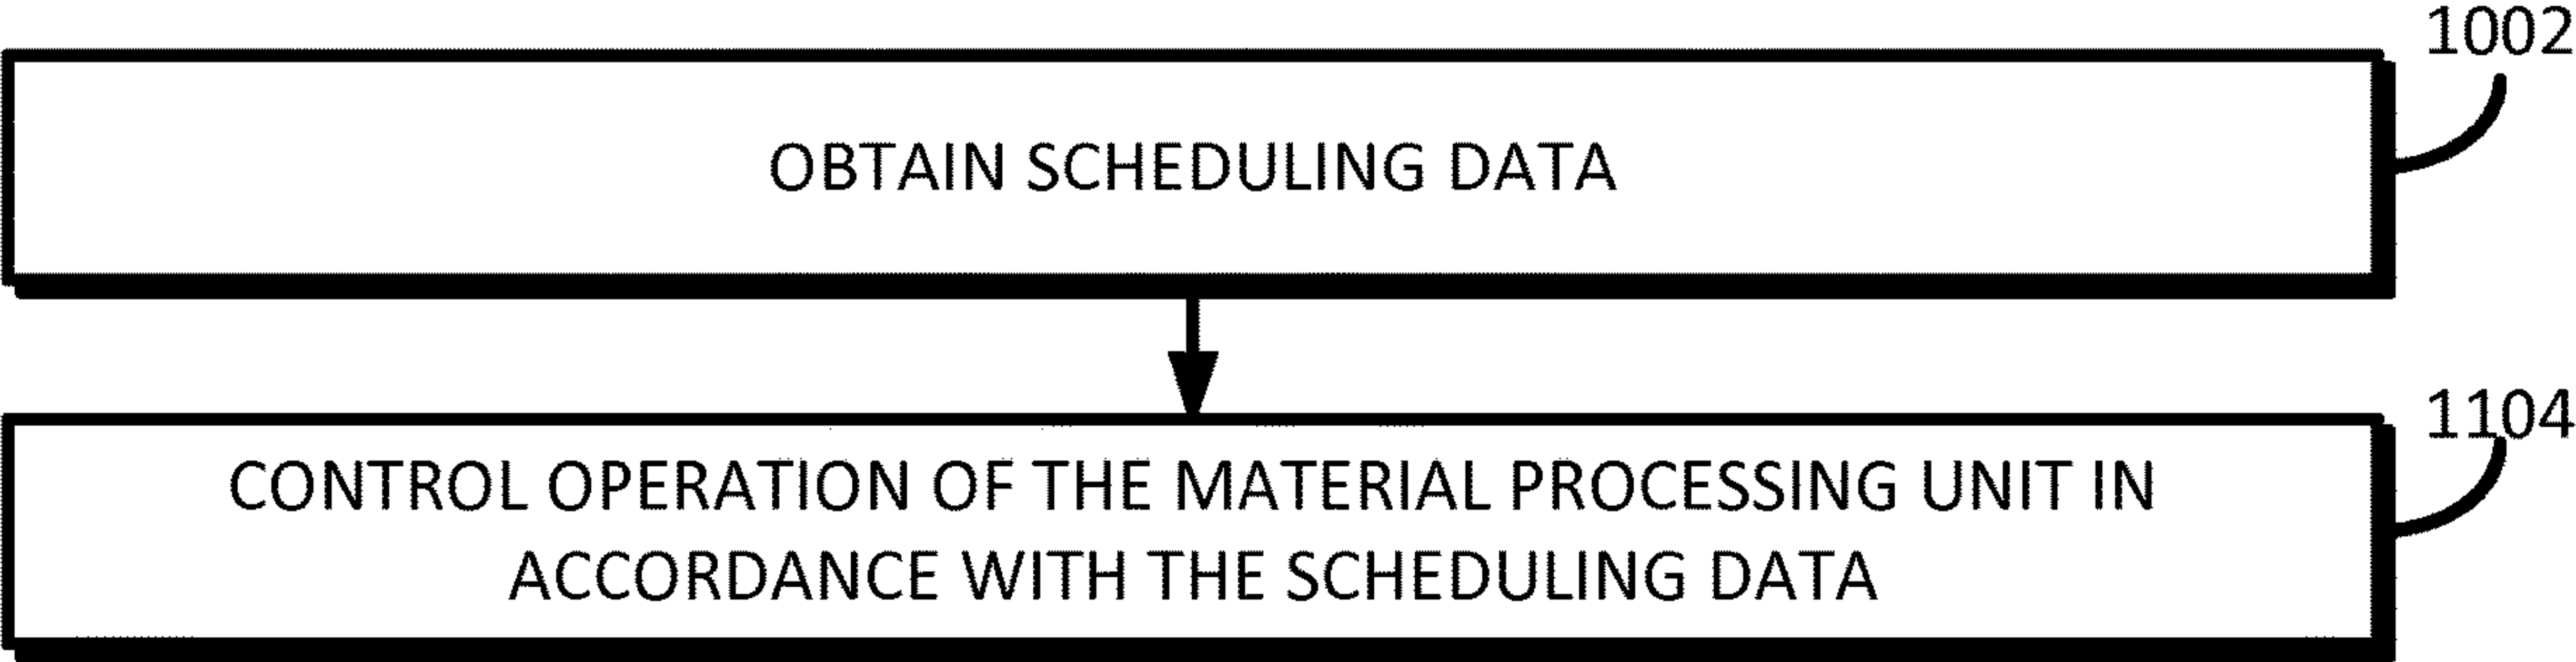 1002
OBTAIN SCHEDULING DATA
1104
CONTROL OPERATION OF THE MATERIAL PROCESSING UNIT IN
ACCORDANCE WITH THE SCHEDULING DATA